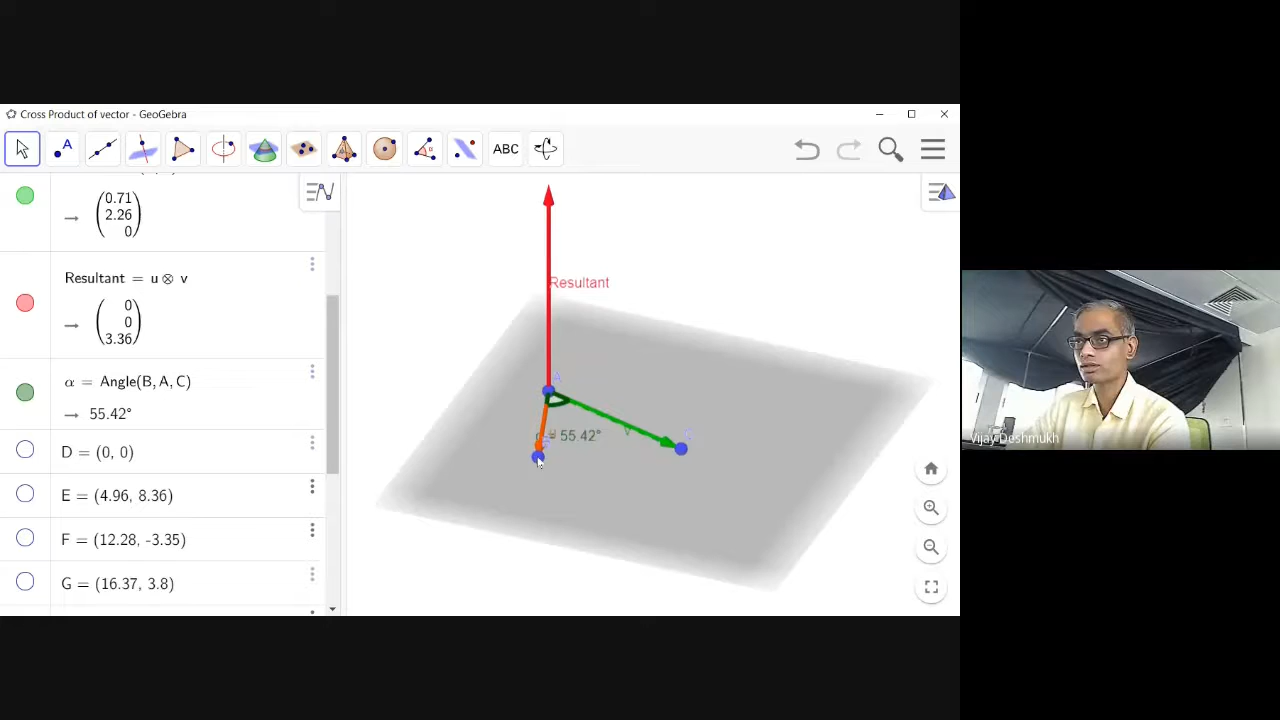 Cross Product of vector - GeoGebra
ABC
0.71
2.26
0
Resultant = u ⊗ v
→ 0
0
3.36
α = Angle(B, A, C)
→ 55.42°
D = (0, 0)
E = (4.96, 8.36)
F = (12.28, -3.35)
G = (16.37, 3.8)
A
Resultant
A
= 55.42°
v
Vijay Deshmukh